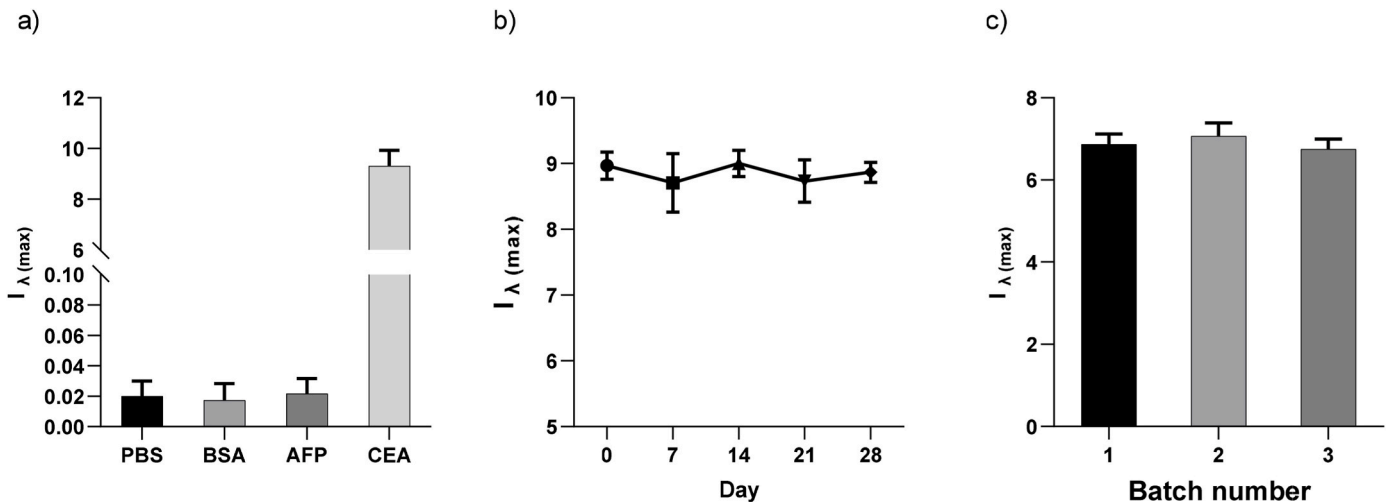 a)
12
10
8
6
0.10
0.08
0.06
0.04
0.02
0.00
I λ (max)
PBS BSA AFP CEA
b)
10
9
8
7
6
5
I λ (max)
0 7 14 21 28
Day
c)
8
6
4
2
0
I λ (max)
1 2 3
Batch number